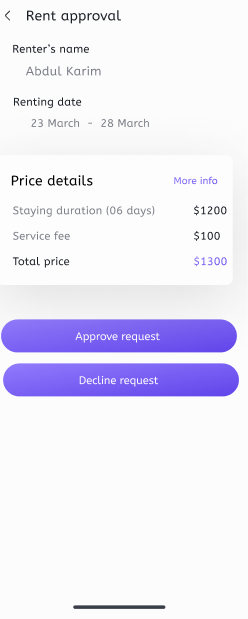 Rent approval
Renter's name
Abdul Karim
Renting date
23 March - 28 March
Price details More info
Staying duration (06 days) $1200
Service fee $100
Total price $1300
Approve request
Decline request